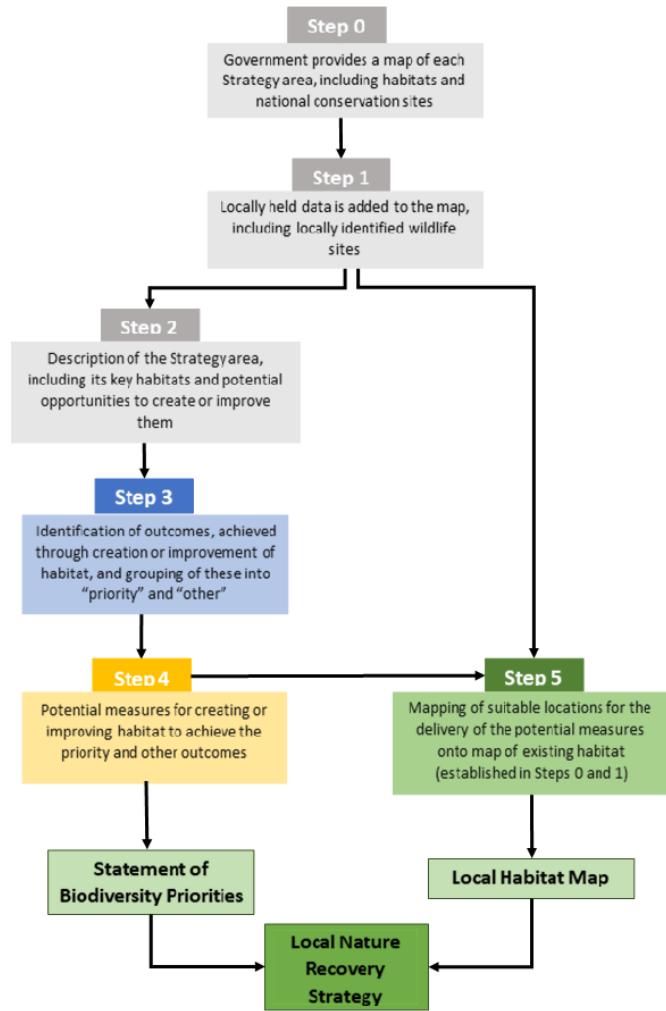 Step 0
Government provides a map of each
Strategy area, including habitats and
national conservation sites
Step 1
Locally held data is added to the map,
including locally identified wildlife
sites
Step 2
Description of the Strategy area,
including its key habitats and potential
opportunities to create or improve
them
Step 3
Identification of outcomes, achieved
through creation or improvement of
habitat, and grouping of these into
“priority” and “other”
Step 4
Potential measures for creating or
improving habitat to achieve the
priority and other outcomes
Step 5
Mapping of suitable locations for the
delivery of the potential measures
onto map of existing habitat
(established in Steps 0 and 1)
Statement of
Biodiversity Priorities
Local Habitat Map
Local Nature
Recovery
Strategy